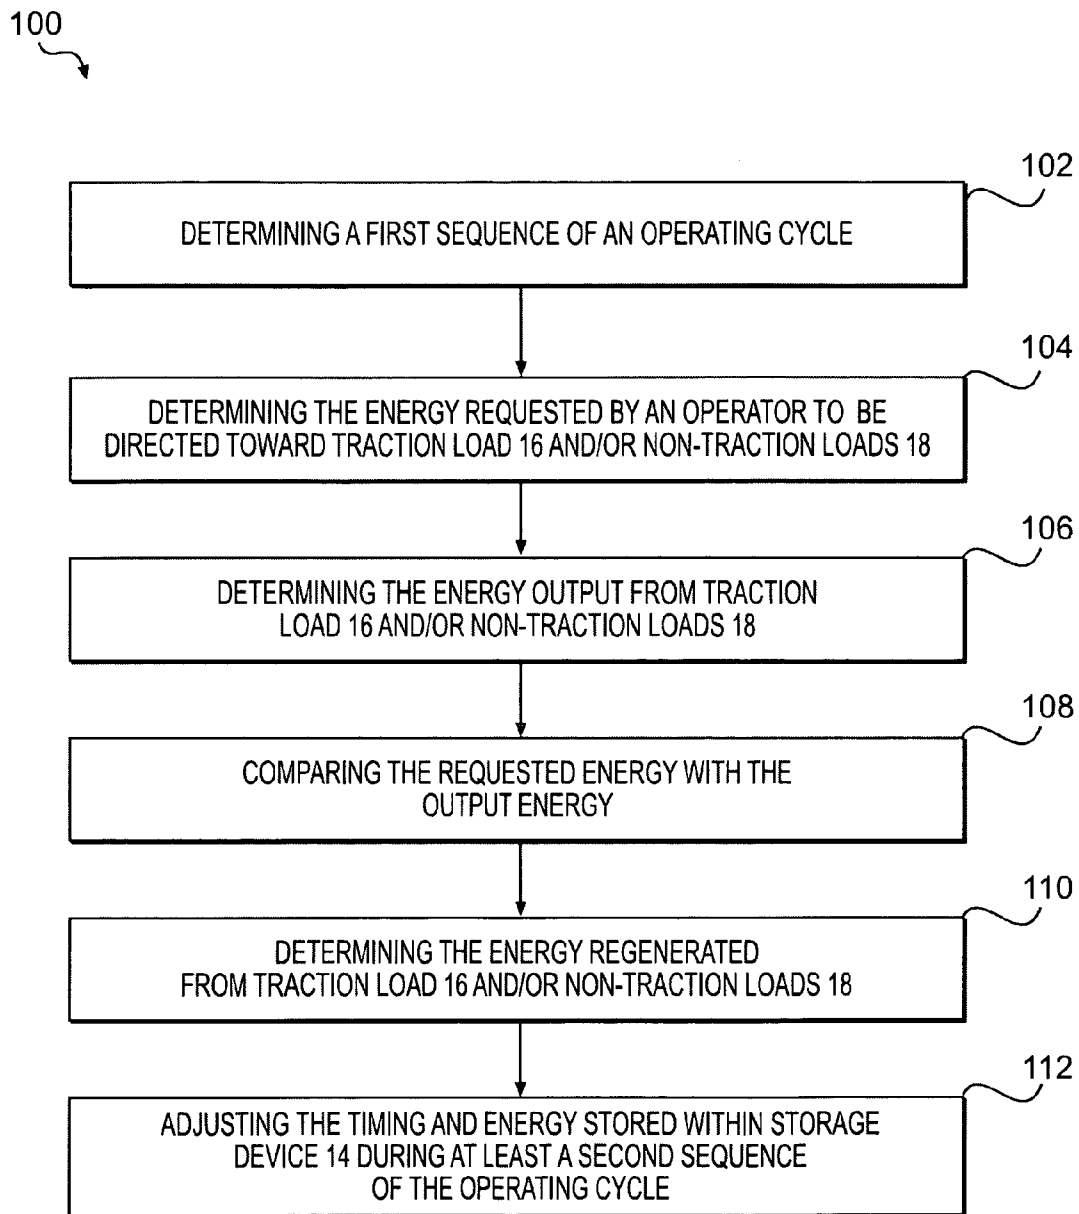 100
102
DETERMINING A FIRST SEQUENCE OF AN OPERATING CYCLE
104
DETERMINING THE ENERGY REQUESTED BY AN OPERATOR TO BE
DIRECTED TOWARD TRACTION LOAD 16 AND/OR NON-TRACTION LOADS 18
106
DETERMINING THE ENERGY OUTPUT FROM TRACTION
LOAD 16 AND/OR NON-TRACTION LOADS 18
108
COMPARING THE REQUESTED ENERGY WITH THE
OUTPUT ENERGY
110
DETERMINING THE ENERGY REGENERATED
FROM TRACTION LOAD 16 AND/OR NON-TRACTION LOADS 18
112
ADJUSTING THE TIMING AND ENERGY STORED WITHIN STORAGE
DEVICE 14 DURING AT LEAST A SECOND SEQUENCE
OF THE OPERATING CYCLE